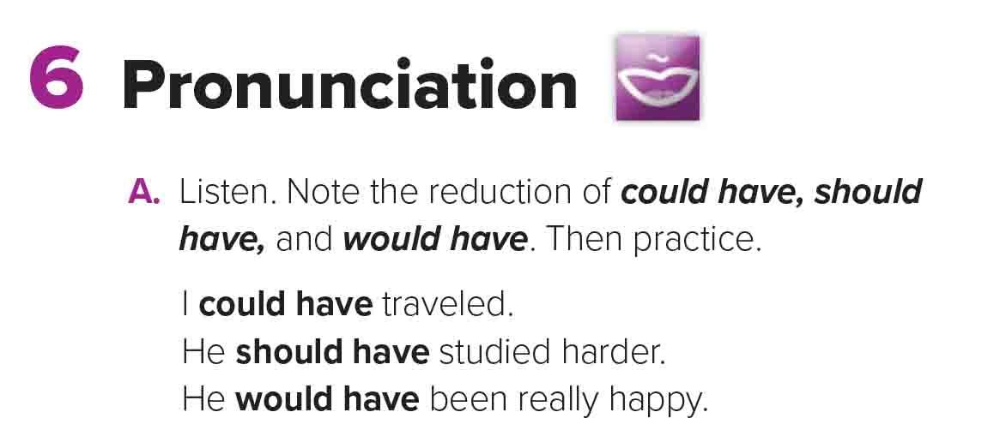 6 Pronunciation
A. Listen. Note the reduction of could have, should
have, and would have. Then practice.
I could have traveled.
He should have studied harder.
He would have been really happy.